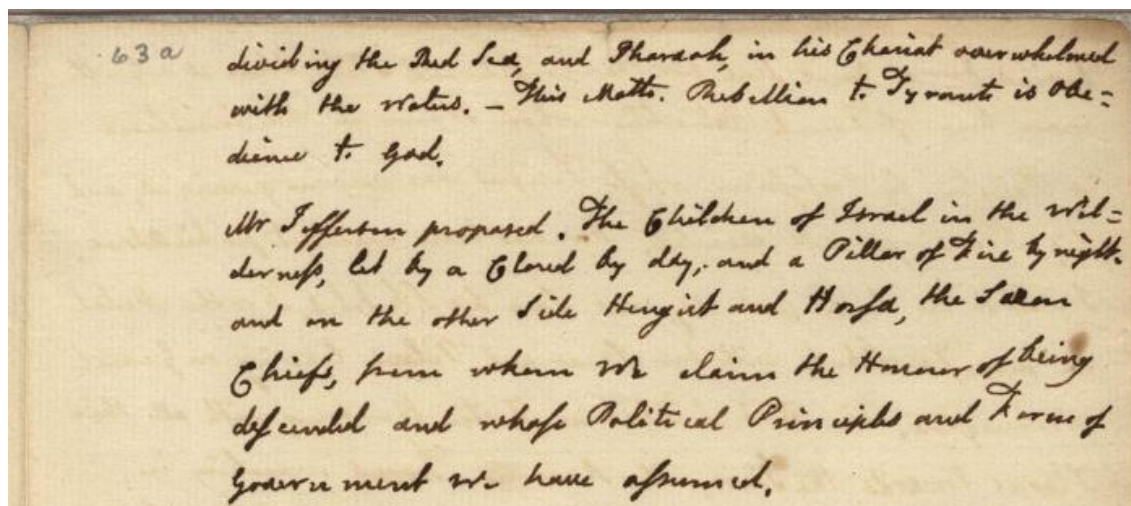 63a
dividing the Red Sea, and Pharaoh, in his Chariat overwhelmed
with the Waters. – This Motto. Rebellion to Tyrants is Obe=
dience to God.
Mr Jefferson proposed. The Children of Israel in the Wil=
derness, led by a Cloud by day, and a Pillar of Fire by night.
and on the other Side Hengist and Horsa, the Saxon
Chiefs, from whom We claim the Honour of being
descended and whose Political Principles and Form of
Government We have assumed.